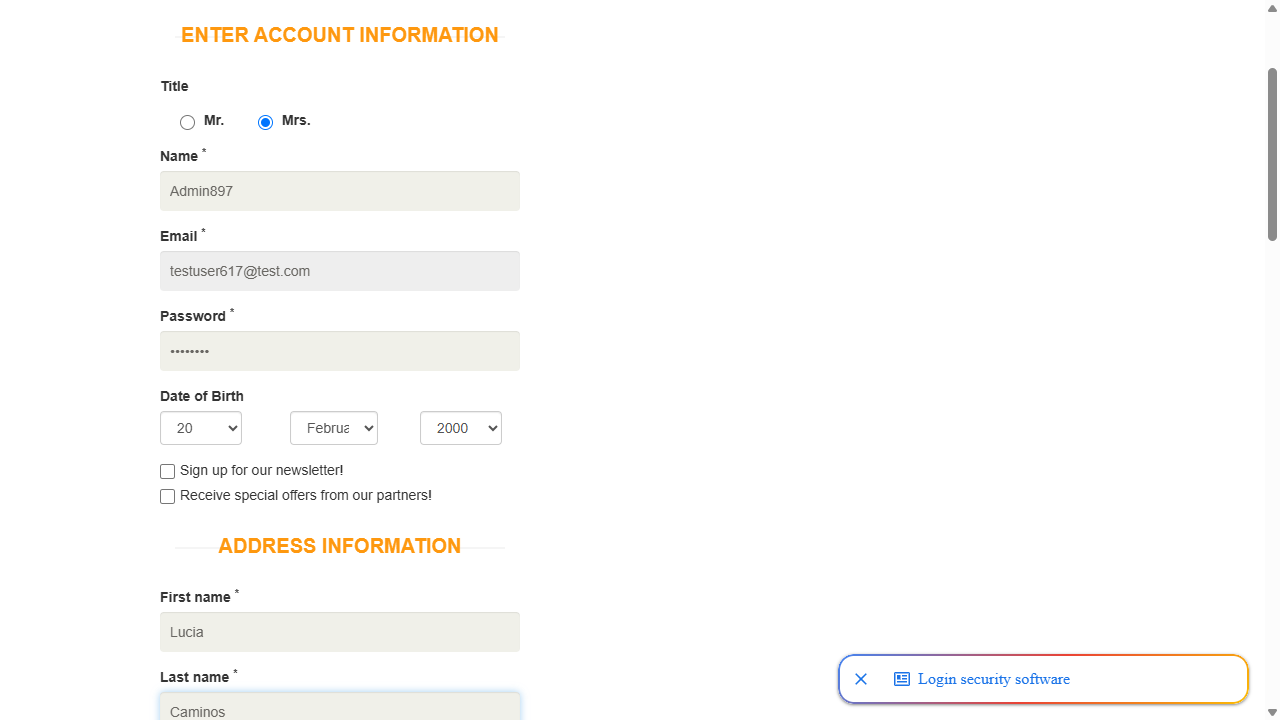 ENTER ACCOUNT INFORMATION
Title
Mr. Mrs.
Name *
Admin897
Email *
testuser617@test.com
Password *
••••••••
Date of Birth
20 Februa 2000
Sign up for our newsletter!
Receive special offers from our partners!
ADDRESS INFORMATION
First name *
Lucia
Last name *
Caminos
Login security software